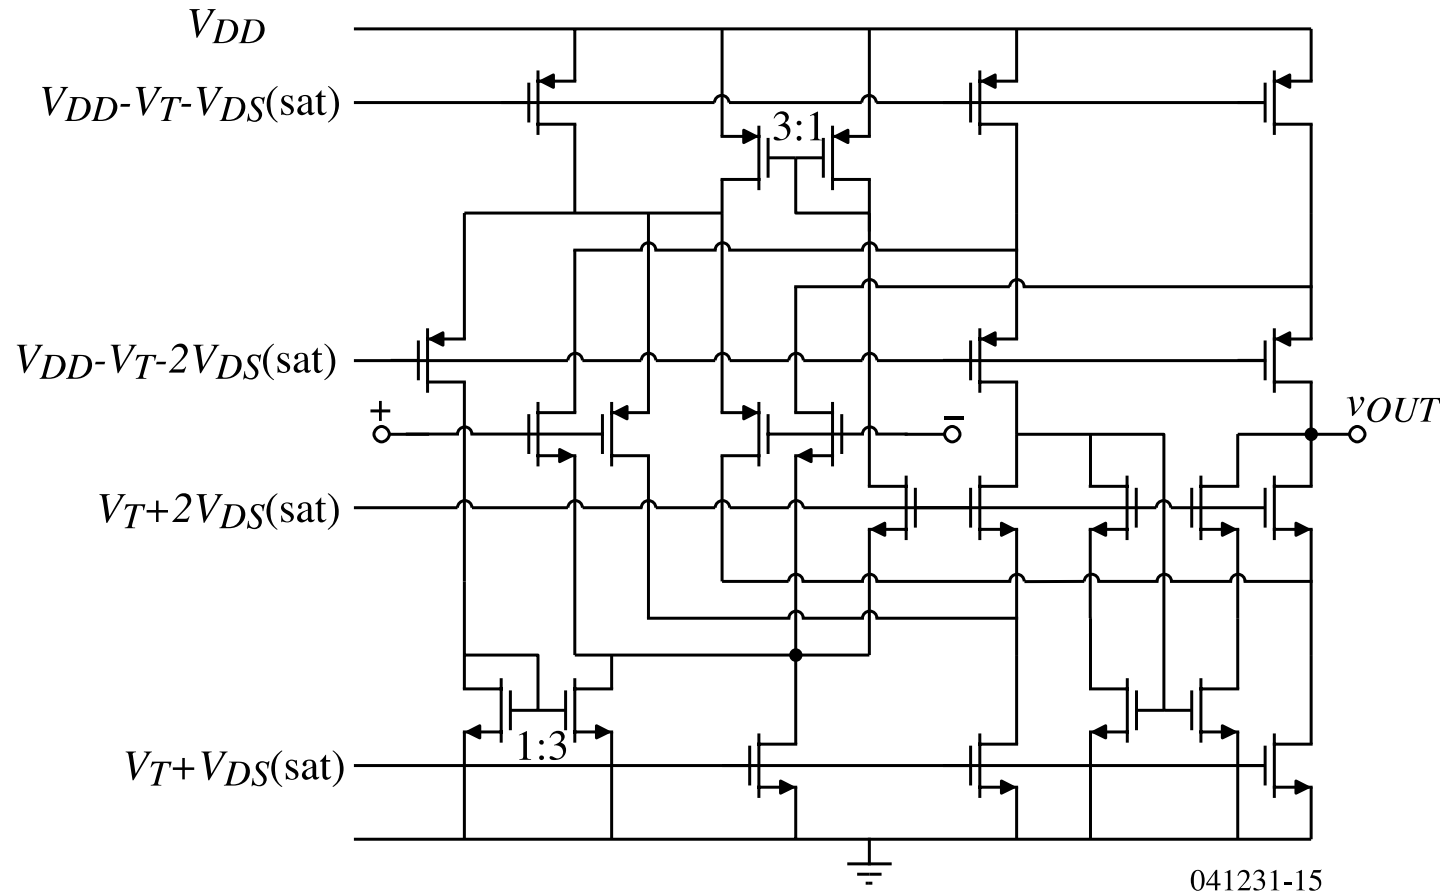 VDD
VDD-VT-VDS(sat)
3:1
VDD-VT-2VDS(sat)
+
−
vOUT
VT+2VDS(sat)
1:3
VT+VDS(sat)
041231-15